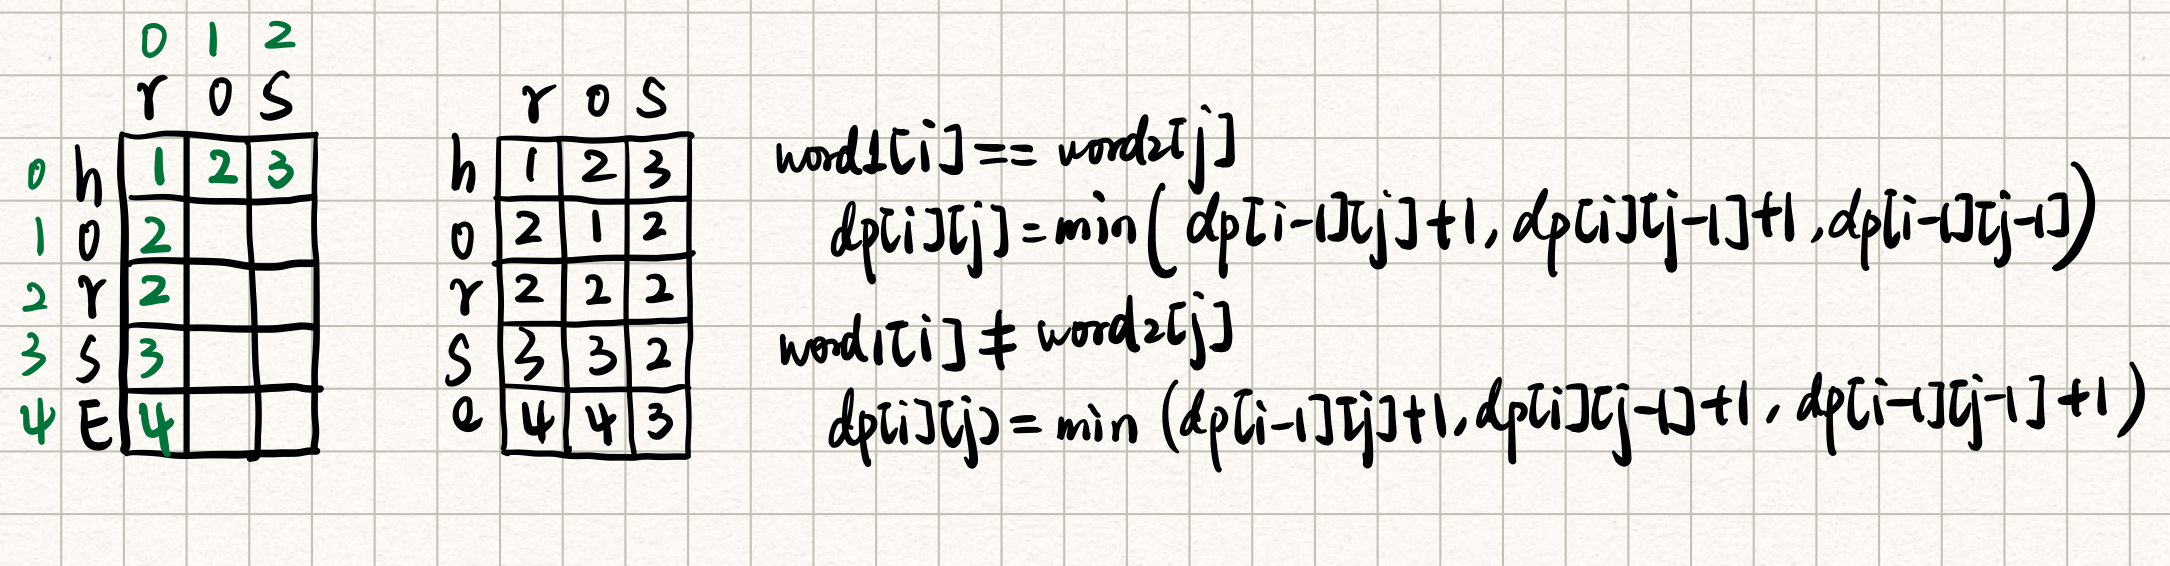 0 1 2
r o s
0 h 1 2 3
1 o 2
2 r 2
3 s 3
4 E 4
r o s
h 1 2 3
o 2 1 2
r 2 2 2
s 3 3 2
e 4 4 3
word1[i] == word2[j]
dp[i][j] = min( dp[i-1][j]+1, dp[i][j-1]+1, dp[i-1][j-1])
word1[i] ≠ word2[j]
dp[i][j] = min (dp[i-1][j]+1, dp[i][j-1]+1, dp[i-1][j-1]+1)